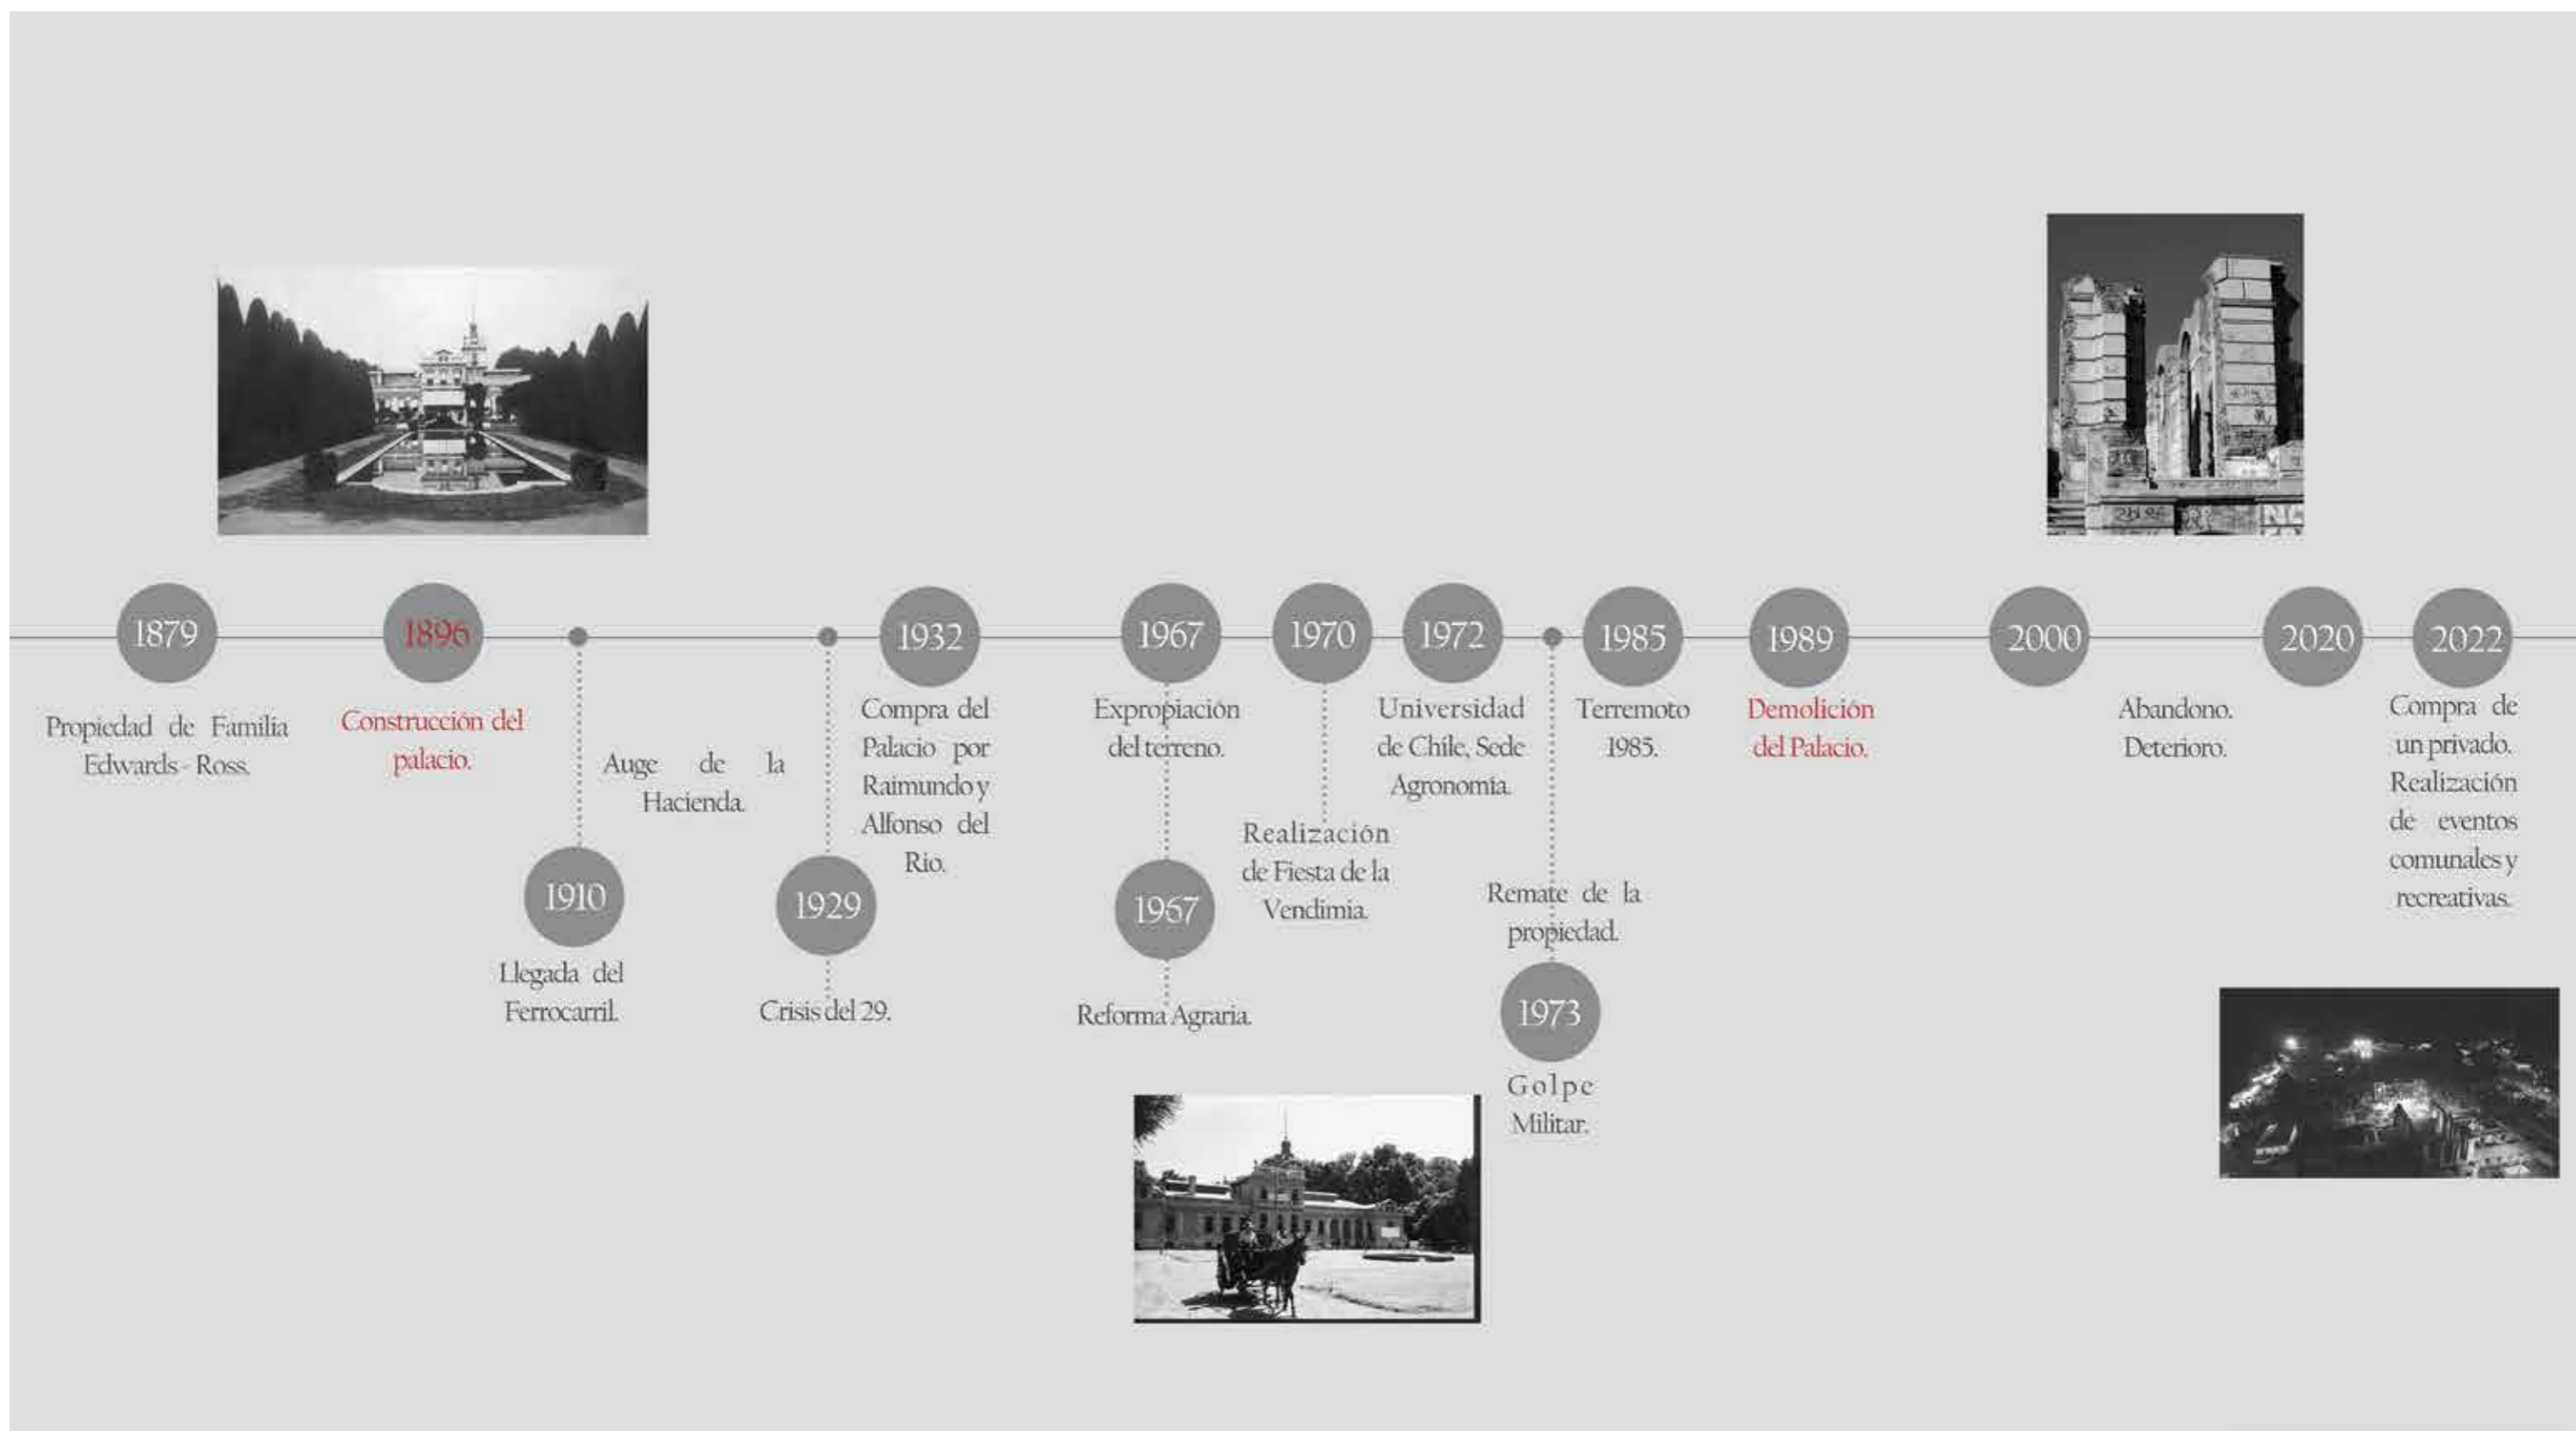 1879
Propiedad de Familia
Edwards - Ross.
1896
Construcción del
palacio.
1910
Llegada del
Ferrocarril.
Auge de la
Hacienda.
1929
Crisis del 29.
1932
Compra del
Palacio por
Raimundo y
Alfonso del
Rio.
1967
Expropiación
del terreno.
1967
Reforma Agraria.
1970
Realización
de Fiesta de la
Vendimia.
1972
Universidad
de Chile, Sede
Agronomía.
Remate de la
propiedad.
1973
Golpe
Militar.
1985
Terremoto
1985.
1989
Demolición
del Palacio.
2000
Abandono.
Deterioro.
2020
2022
Compra de
un privado.
Realización
de eventos
comunales y
recreativas.